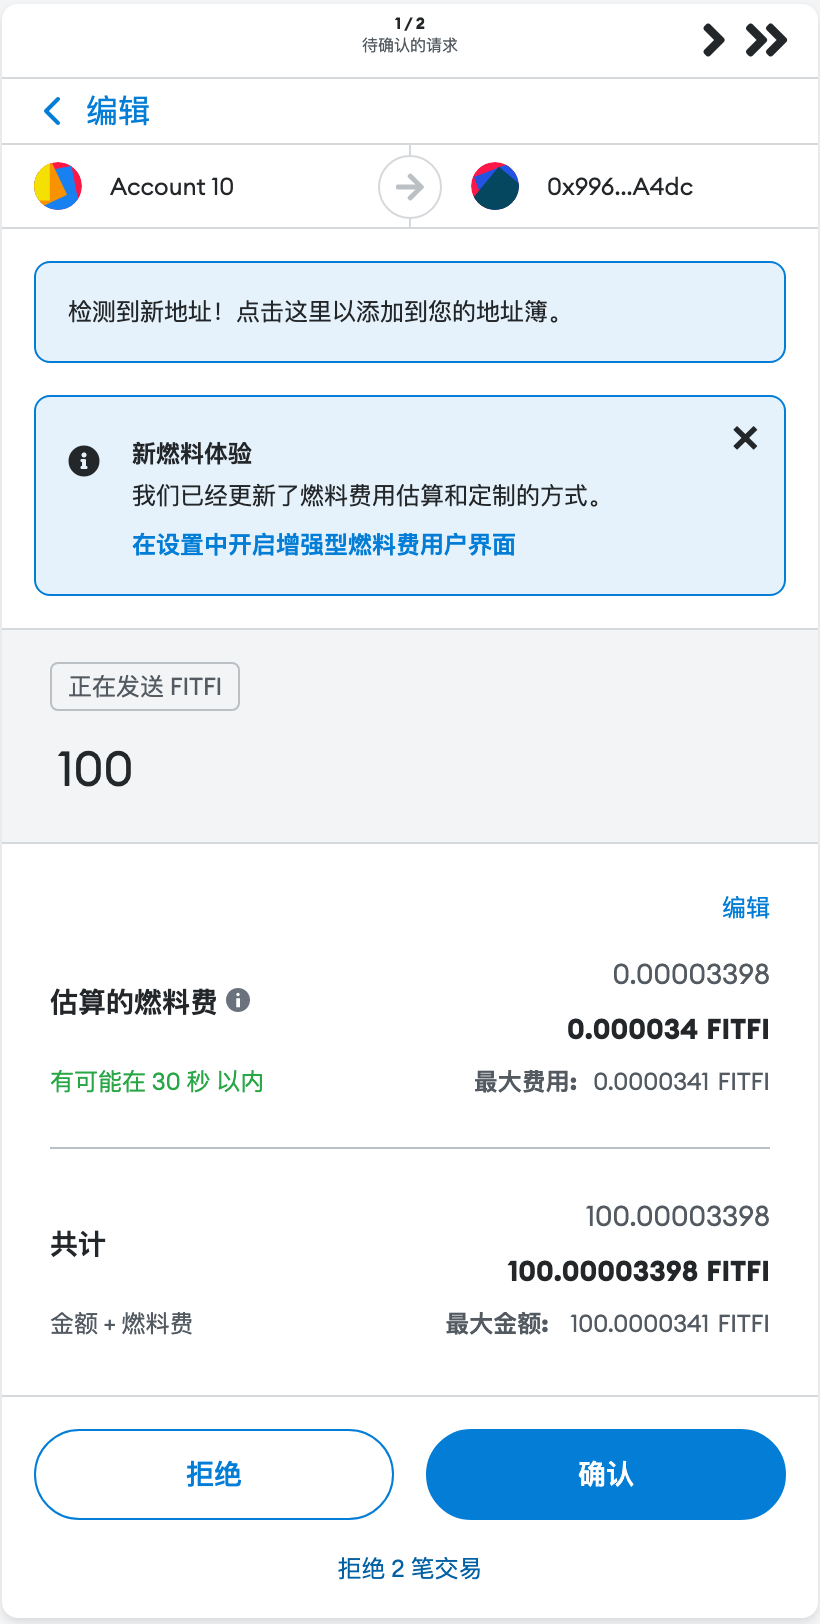 1 / 2
待确认的请求
编辑
Account 10
0x996...A4dc
检测到新地址！点击这里以添加到您的地址簿。
新燃料体验
我们已经更新了燃料费用估算和定制的方式。
在设置中开启增强型燃料费用户界面
正在发送 FITFI
100
编辑
估算的燃料费
0.00003398
0.000034 FITFI
有可能在 30 秒 以内
最大费用: 0.0000341 FITFI
共计
100.00003398
100.00003398 FITFI
金额 + 燃料费
最大金额: 100.0000341 FITFI
拒绝
确认
拒绝 2 笔交易